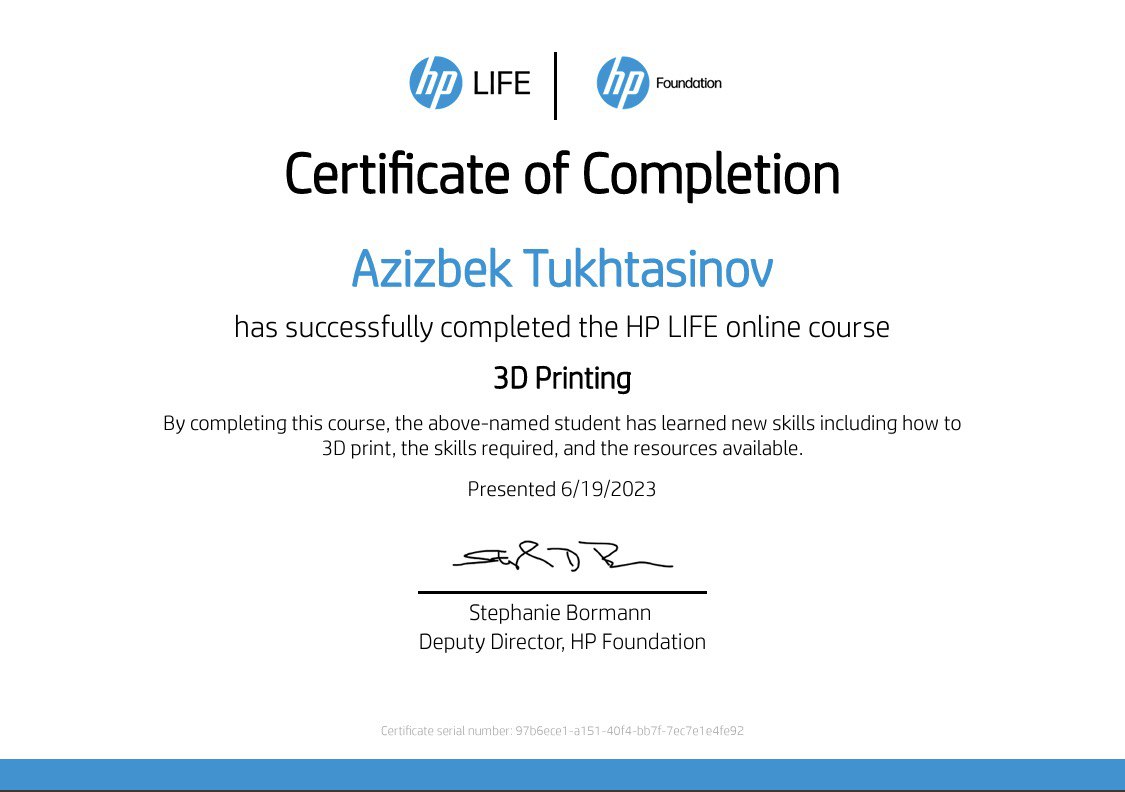 hp LIFE hp Foundation
Certificate of Completion
Azizbek Tukhtasinov
has successfully completed the HP LIFE online course
3D Printing
By completing this course, the above-named student has learned new skills including how to
3D print, the skills required, and the resources available.
Presented 6/19/2023
Stephanie Bormann
Deputy Director, HP Foundation
Certificate serial number: 97b6ece1-a151-40f4-bb7f-7ec7e1e4fe92